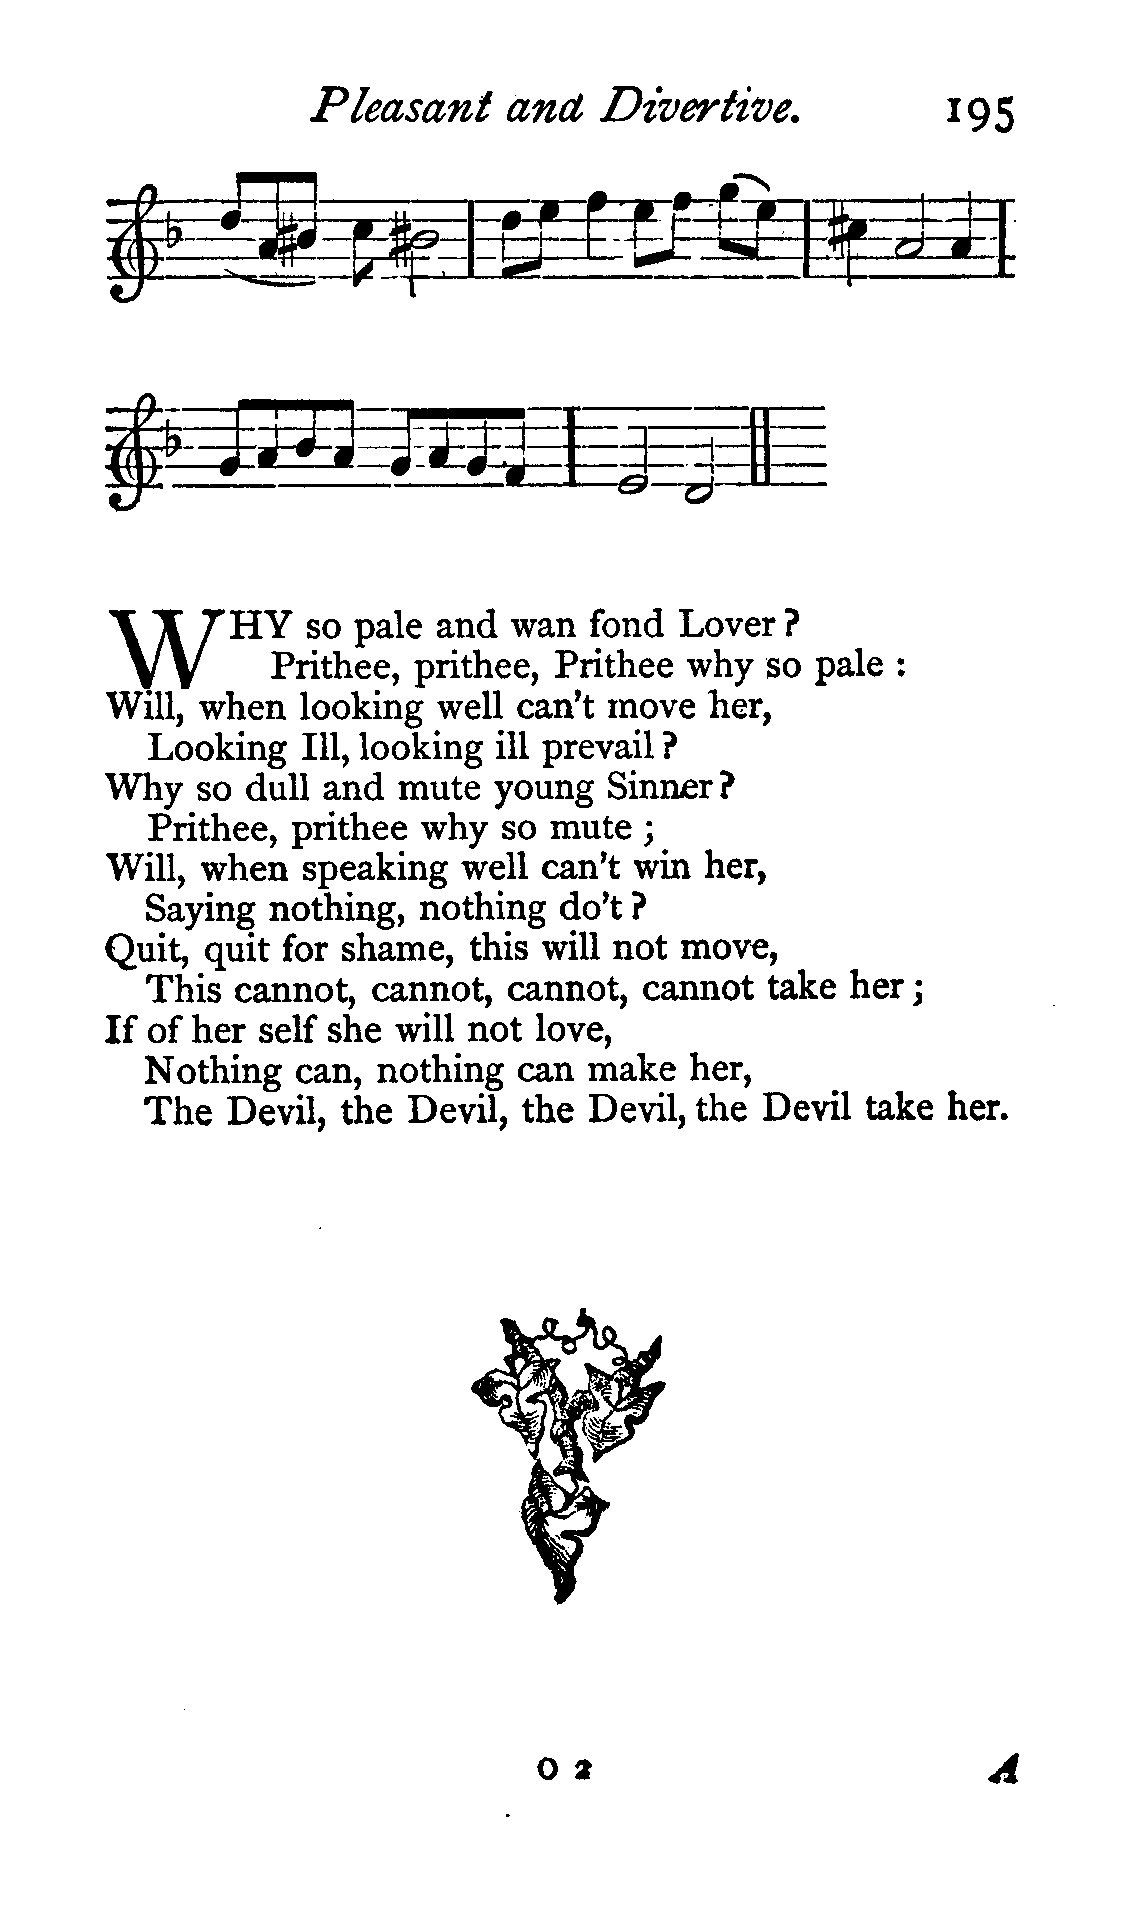 Pleasant and Divertive. 195
WHY so pale and wan fond Lover?
Prithee, prithee, Prithee why so pale :
Will, when looking well can't move her,
Looking Ill, looking ill prevail?
Why so dull and mute young Sinner?
Prithee, prithee why so mute ;
Will, when speaking well can't win her,
Saying nothing, nothing do't?
Quit, quit for shame, this will not move,
This cannot, cannot, cannot, cannot take her ;
If of her self she will not love,
Nothing can, nothing can make her,
The Devil, the Devil, the Devil, the Devil take her.
O 2 A